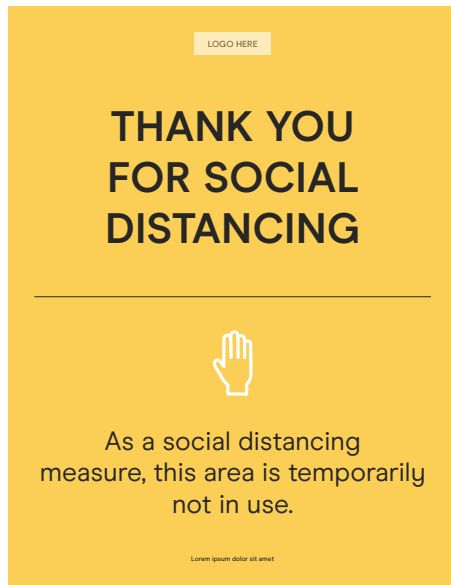 LOGO HERE
THANK YOU
FOR SOCIAL
DISTANCING
As a social distancing
measure, this area is temporarily
not in use.
Lorem ipsum dolor sit amet